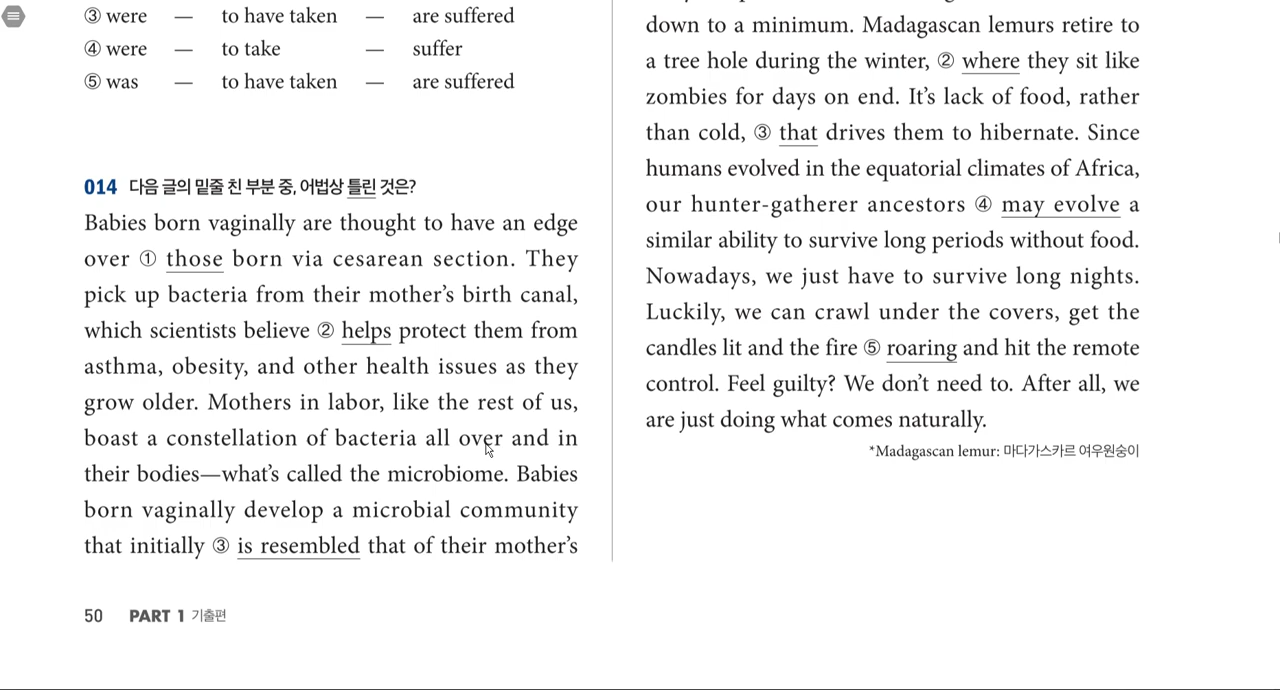 ③ were — to have taken — are suffered
④ were — to take — suffer
⑤ was — to have taken — are suffered
014 다음 글의 밑줄 친 부분 중, 어법상 틀린 것은?
Babies born vaginally are thought to have an edge
over ① those born via cesarean section. They
pick up bacteria from their mother’s birth canal,
which scientists believe ② helps protect them from
asthma, obesity, and other health issues as they
grow older. Mothers in labor, like the rest of us,
boast a constellation of bacteria all over and in
their bodies—what’s called the microbiome. Babies
born vaginally develop a microbial community
that initially ③ is resembled that of their mother’s
down to a minimum. Madagascan lemurs retire to
a tree hole during the winter, ② where they sit like
zombies for days on end. It’s lack of food, rather
than cold, ③ that drives them to hibernate. Since
humans evolved in the equatorial climates of Africa,
our hunter-gatherer ancestors ④ may evolve a
similar ability to survive long periods without food.
Nowadays, we just have to survive long nights.
Luckily, we can crawl under the covers, get the
candles lit and the fire ⑤ roaring and hit the remote
control. Feel guilty? We don’t need to. After all, we
are just doing what comes naturally.
*Madagascan lemur: 마다가스카르 여우원숭이
50 PART 1 기출편